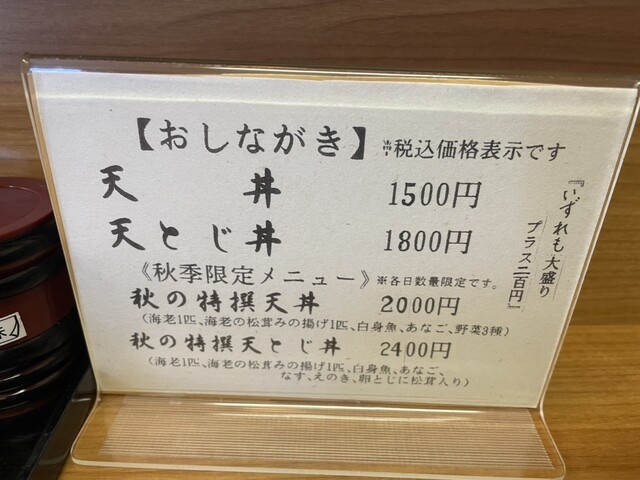 【おしながき】 ※税込価格表示です
天丼 1500円
天とじ丼 1800円
『いずれも大盛り
プラス二百円』
《秋季限定メニュー》※各日数量限定です。
秋の特撰天丼 2000円
(海老1匹、海老の松茸みの揚げ1匹、白身魚、あなご、野菜3種)
秋の特撰天とじ丼 2400円
(海老1匹、海老の松茸みの揚げ1匹、白身魚、あなご、
なす、えのき、卵とじに松茸入り)